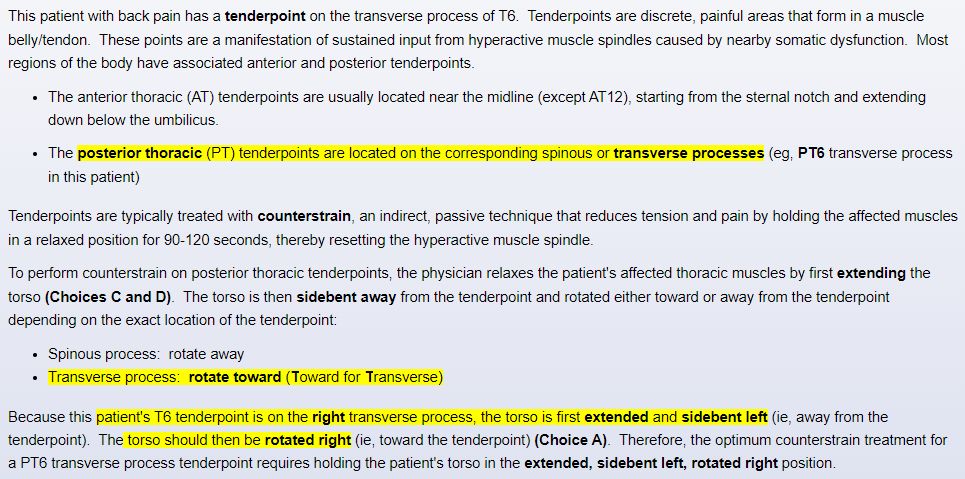 This patient with back pain has a tenderpoint on the transverse process of T6.  Tenderpoints are discrete, painful areas that form in a muscle
belly/tendon.  These points are a manifestation of sustained input from hyperactive muscle spindles caused by nearby somatic dysfunction.  Most
regions of the body have associated anterior and posterior tenderpoints.
• The anterior thoracic (AT) tenderpoints are usually located near the midline (except AT12), starting from the sternal notch and extending
down below the umbilicus.
• The posterior thoracic (PT) tenderpoints are located on the corresponding spinous or transverse processes (eg, PT6 transverse process
in this patient)
Tenderpoints are typically treated with counterstrain, an indirect, passive technique that reduces tension and pain by holding the affected muscles
in a relaxed position for 90-120 seconds, thereby resetting the hyperactive muscle spindle.
To perform counterstrain on posterior thoracic tenderpoints, the physician relaxes the patient's affected thoracic muscles by first extending the
torso (Choices C and D).  The torso is then sidebent away from the tenderpoint and rotated either toward or away from the tenderpoint
depending on the exact location of the tenderpoint:
• Spinous process:  rotate away
• Transverse process:  rotate toward (Toward for Transverse)
Because this patient's T6 tenderpoint is on the right transverse process, the torso is first extended and sidebent left (ie, away from the
tenderpoint).  The torso should then be rotated right (ie, toward the tenderpoint) (Choice A).  Therefore, the optimum counterstrain treatment for
a PT6 transverse process tenderpoint requires holding the patient's torso in the extended, sidebent left, rotated right position.